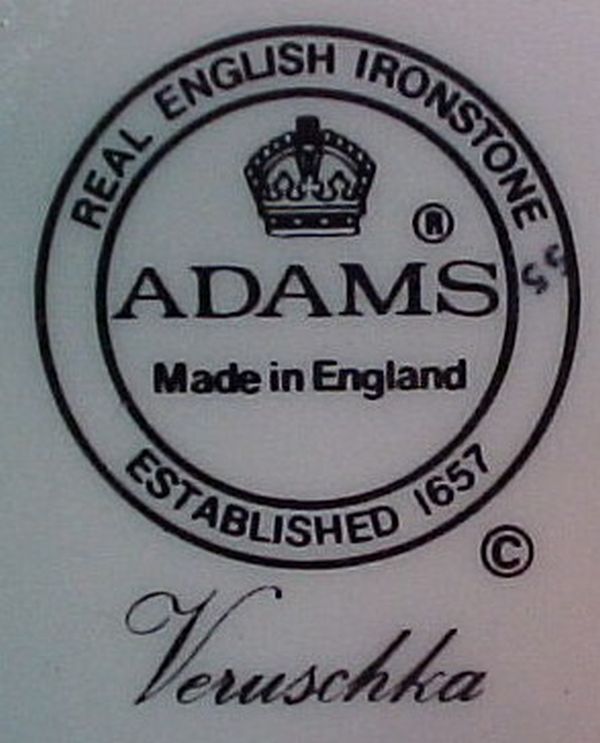 REAL ENGLISH IRONSTONE
®
ADAMS
Made in England
ESTABLISHED 1657
©
Veruschka